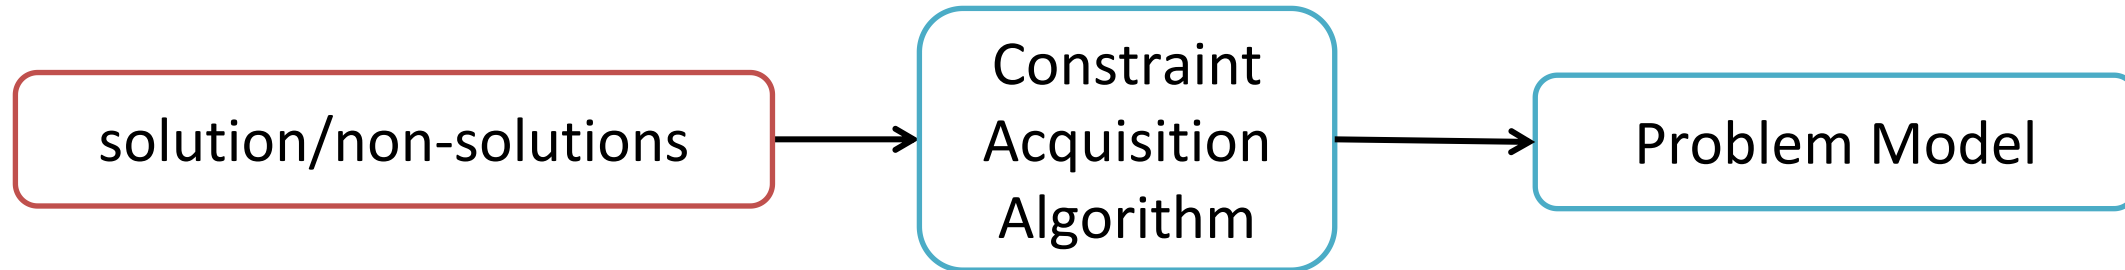 solution/non-solutions
Constraint
Acquisition
Algorithm
Problem Model